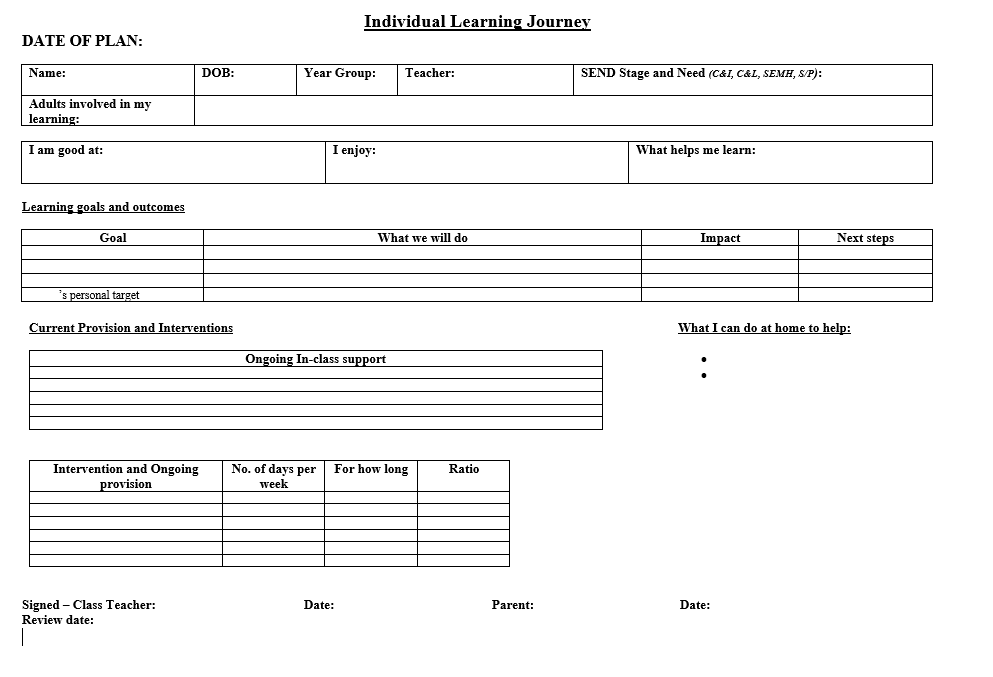 Individual Learning Journey
DATE OF PLAN:
Name: DOB: Year Group: Teacher: SEND Stage and Need (C&I, C&L, SEMH, S/P):
Adults involved in my
learning:
I am good at: I enjoy: What helps me learn:
Learning goals and outcomes
Goal What we will do Impact Next steps
's personal target
Current Provision and Interventions What I can do at home to help:
Ongoing In-class support
•
•
Intervention and Ongoing No. of days per For how long Ratio
provision week
Signed – Class Teacher: Date: Parent: Date:
Review date: